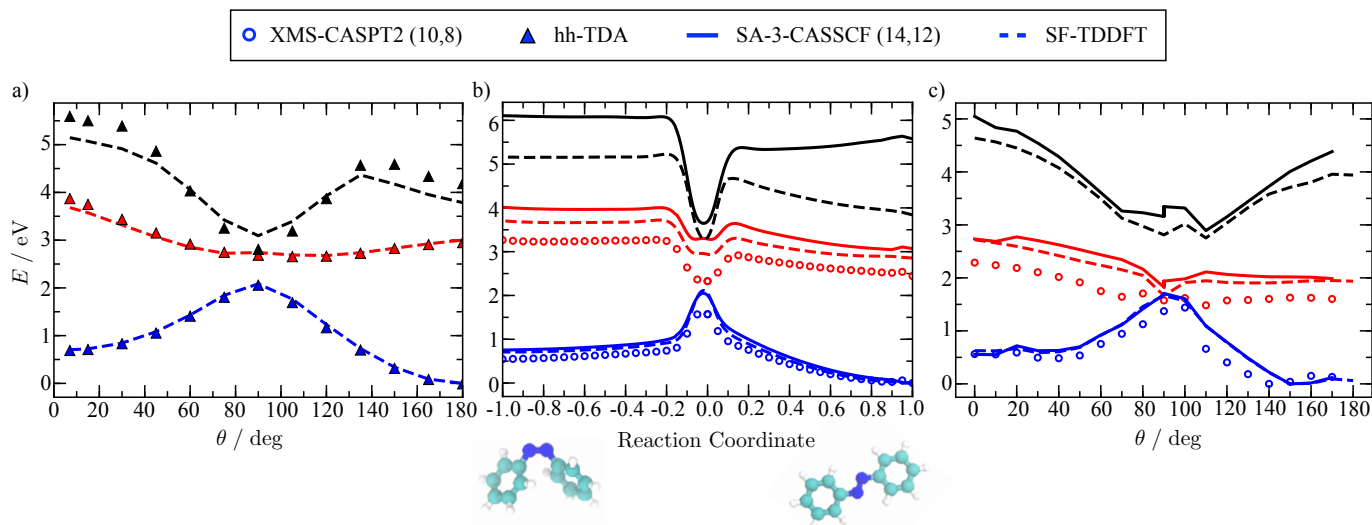 XMS-CASPT2 (10,8) hh-TDA SA-3-CASSCF (14,12) SF-TDDFT
a) b) c)
E / eV
5
4
3
2
1
0
0 20 40 60 80 100 120 140 160 180
θ / deg
6
5
4
3
2
1
0
-1.0 -0.8 -0.6 -0.4 -0.2 0.0 0.2 0.4 0.6 0.8 1.0
Reaction Coordinate
5
4
3
2
1
0
0 20 40 60 80 100 120 140 160
θ / deg